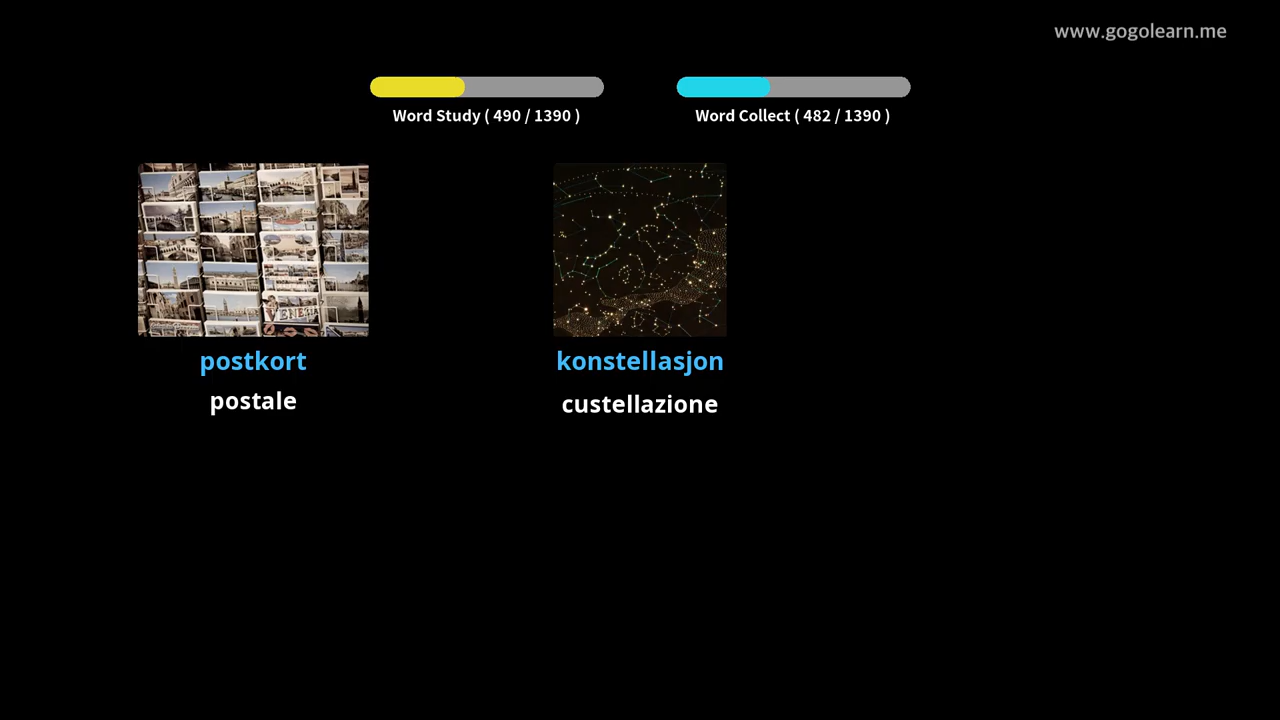 www.gogolearn.me
Word Study ( 490 / 1390 )
Word Collect ( 482 / 1390 )
postkort
postale
konstellasjon
custellazione